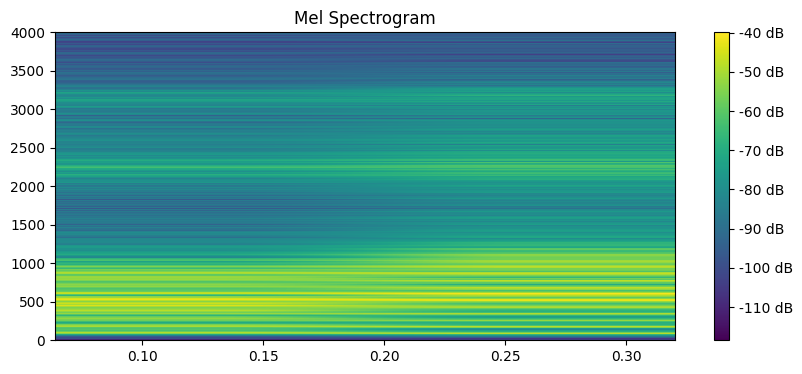 Mel Spectrogram
4000
3500
3000
2500
2000
1500
1000
500
0
0.10 0.15 0.20 0.25 0.30
-40 dB
-50 dB
-60 dB
-70 dB
-80 dB
-90 dB
-100 dB
-110 dB